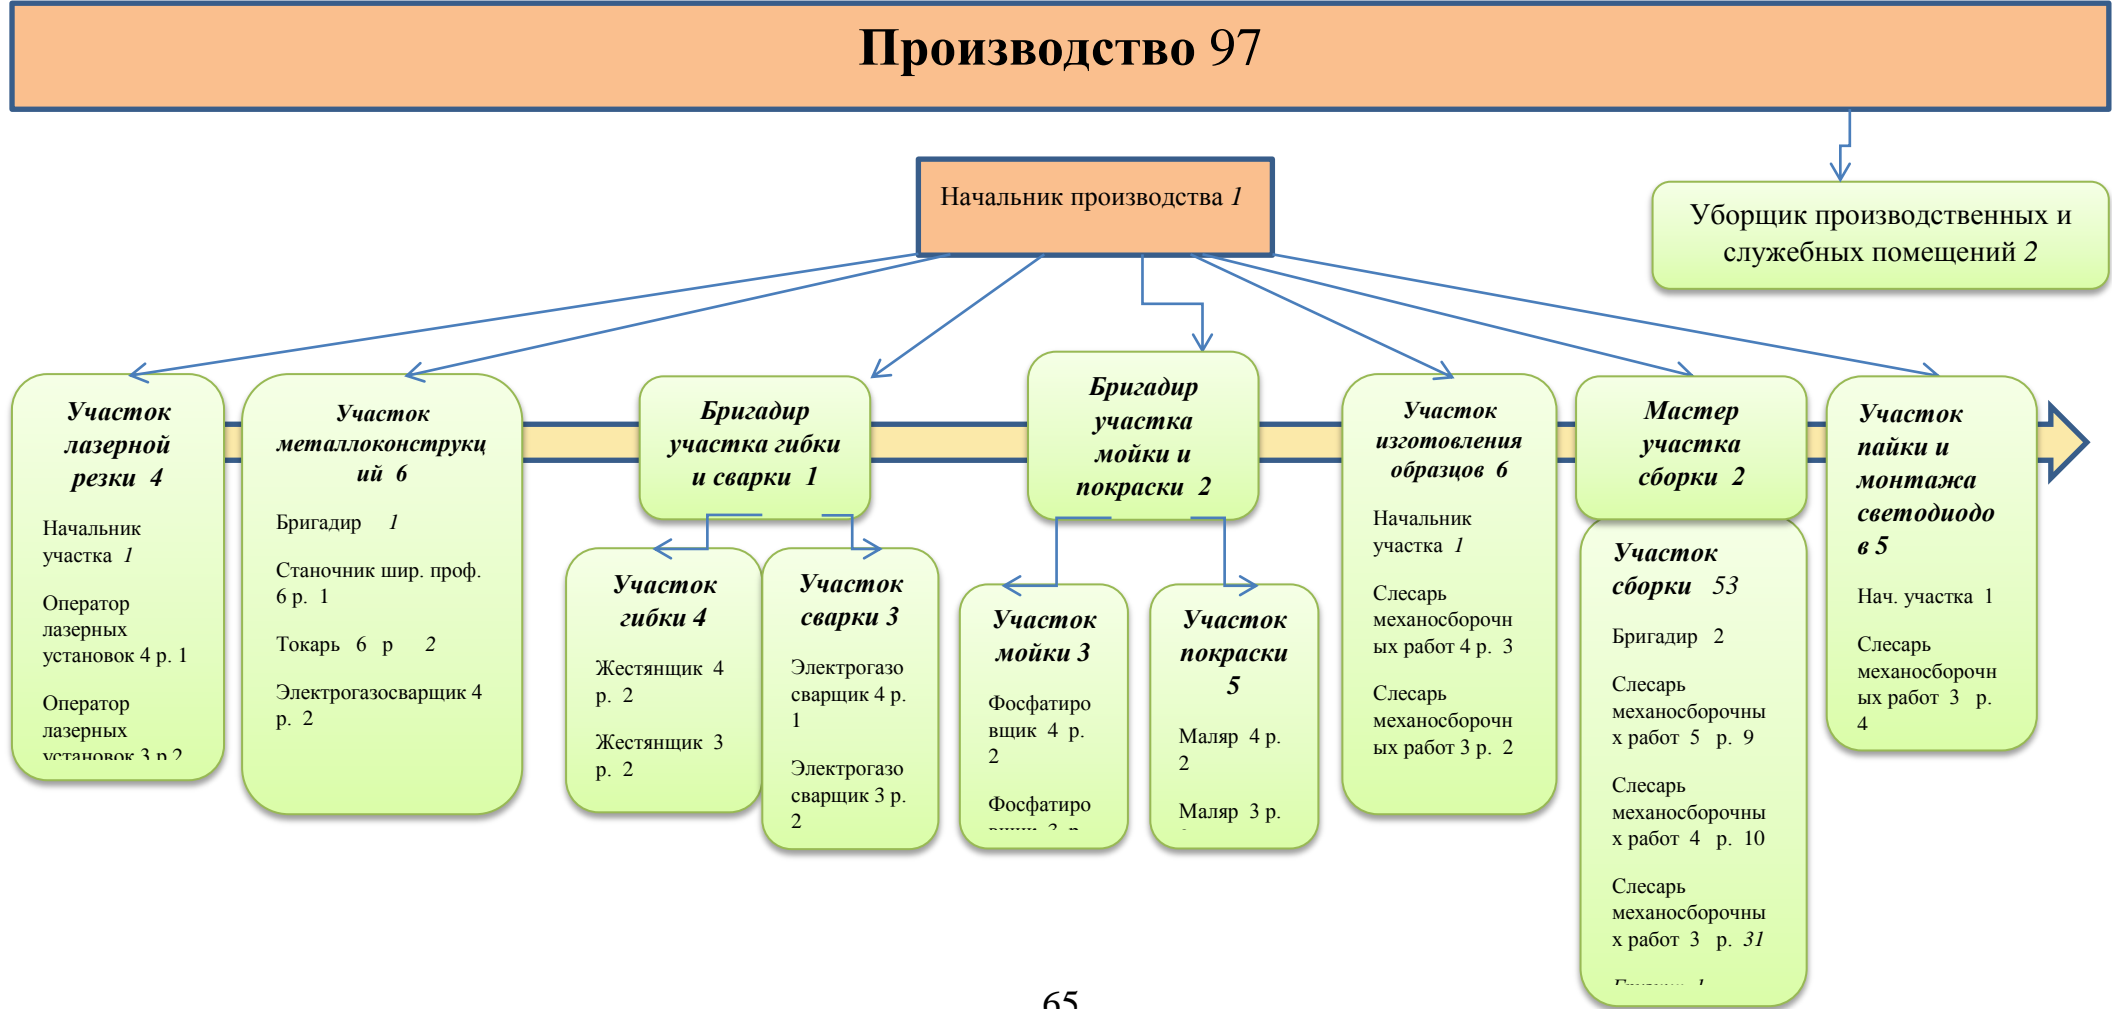 Производство 97
Начальник производства 1
Уборщик производственных и
служебных помещений 2
Участок
лазерной
резки 4
Начальник
участка 1
Оператор
лазерных
установок 4 р. 1
Оператор
лазерных
установок 3 р.2
Участок
металлоконструкц
ий 6
Бригадир 1
Станочник шир. проф.
6 р. 1
Токарь 6 р 2
Электрогазосварщик 4
р. 2
Бригадир
участка гибки
и сварки 1
Участок
гибки 4
Жестянщик 4
р. 2
Жестянщик 3
р. 2
Участок
сварки 3
Электрогазо
сварщик 4 р.
1
Электрогазо
сварщик 3 р.
2
Бригадир
участка
мойки и
покраски 2
Участок
мойки 3
Фосфатиро
вщик 4 р.
2
Фосфатиро
Участок
покраски
5
Маляр 4 р.
2
Маляр 3 р.
Участок
изготовления
образцов 6
Начальник
участка 1
Слесарь
механосборочн
ых работ 4 р. 3
Слесарь
механосборочн
ых работ 3 р. 2
Мастер
участка
сборки 2
Участок
сборки 53
Бригадир 2
Слесарь
механосборочны
х работ 5 р. 9
Слесарь
механосборочны
х работ 4 р. 10
Слесарь
механосборочны
х работ 3 р. 31
Участок
пайки и
монтажа
светодиодо
в 5
Нач. участка 1
Слесарь
механосборочн
ых работ 3 р.
4
65